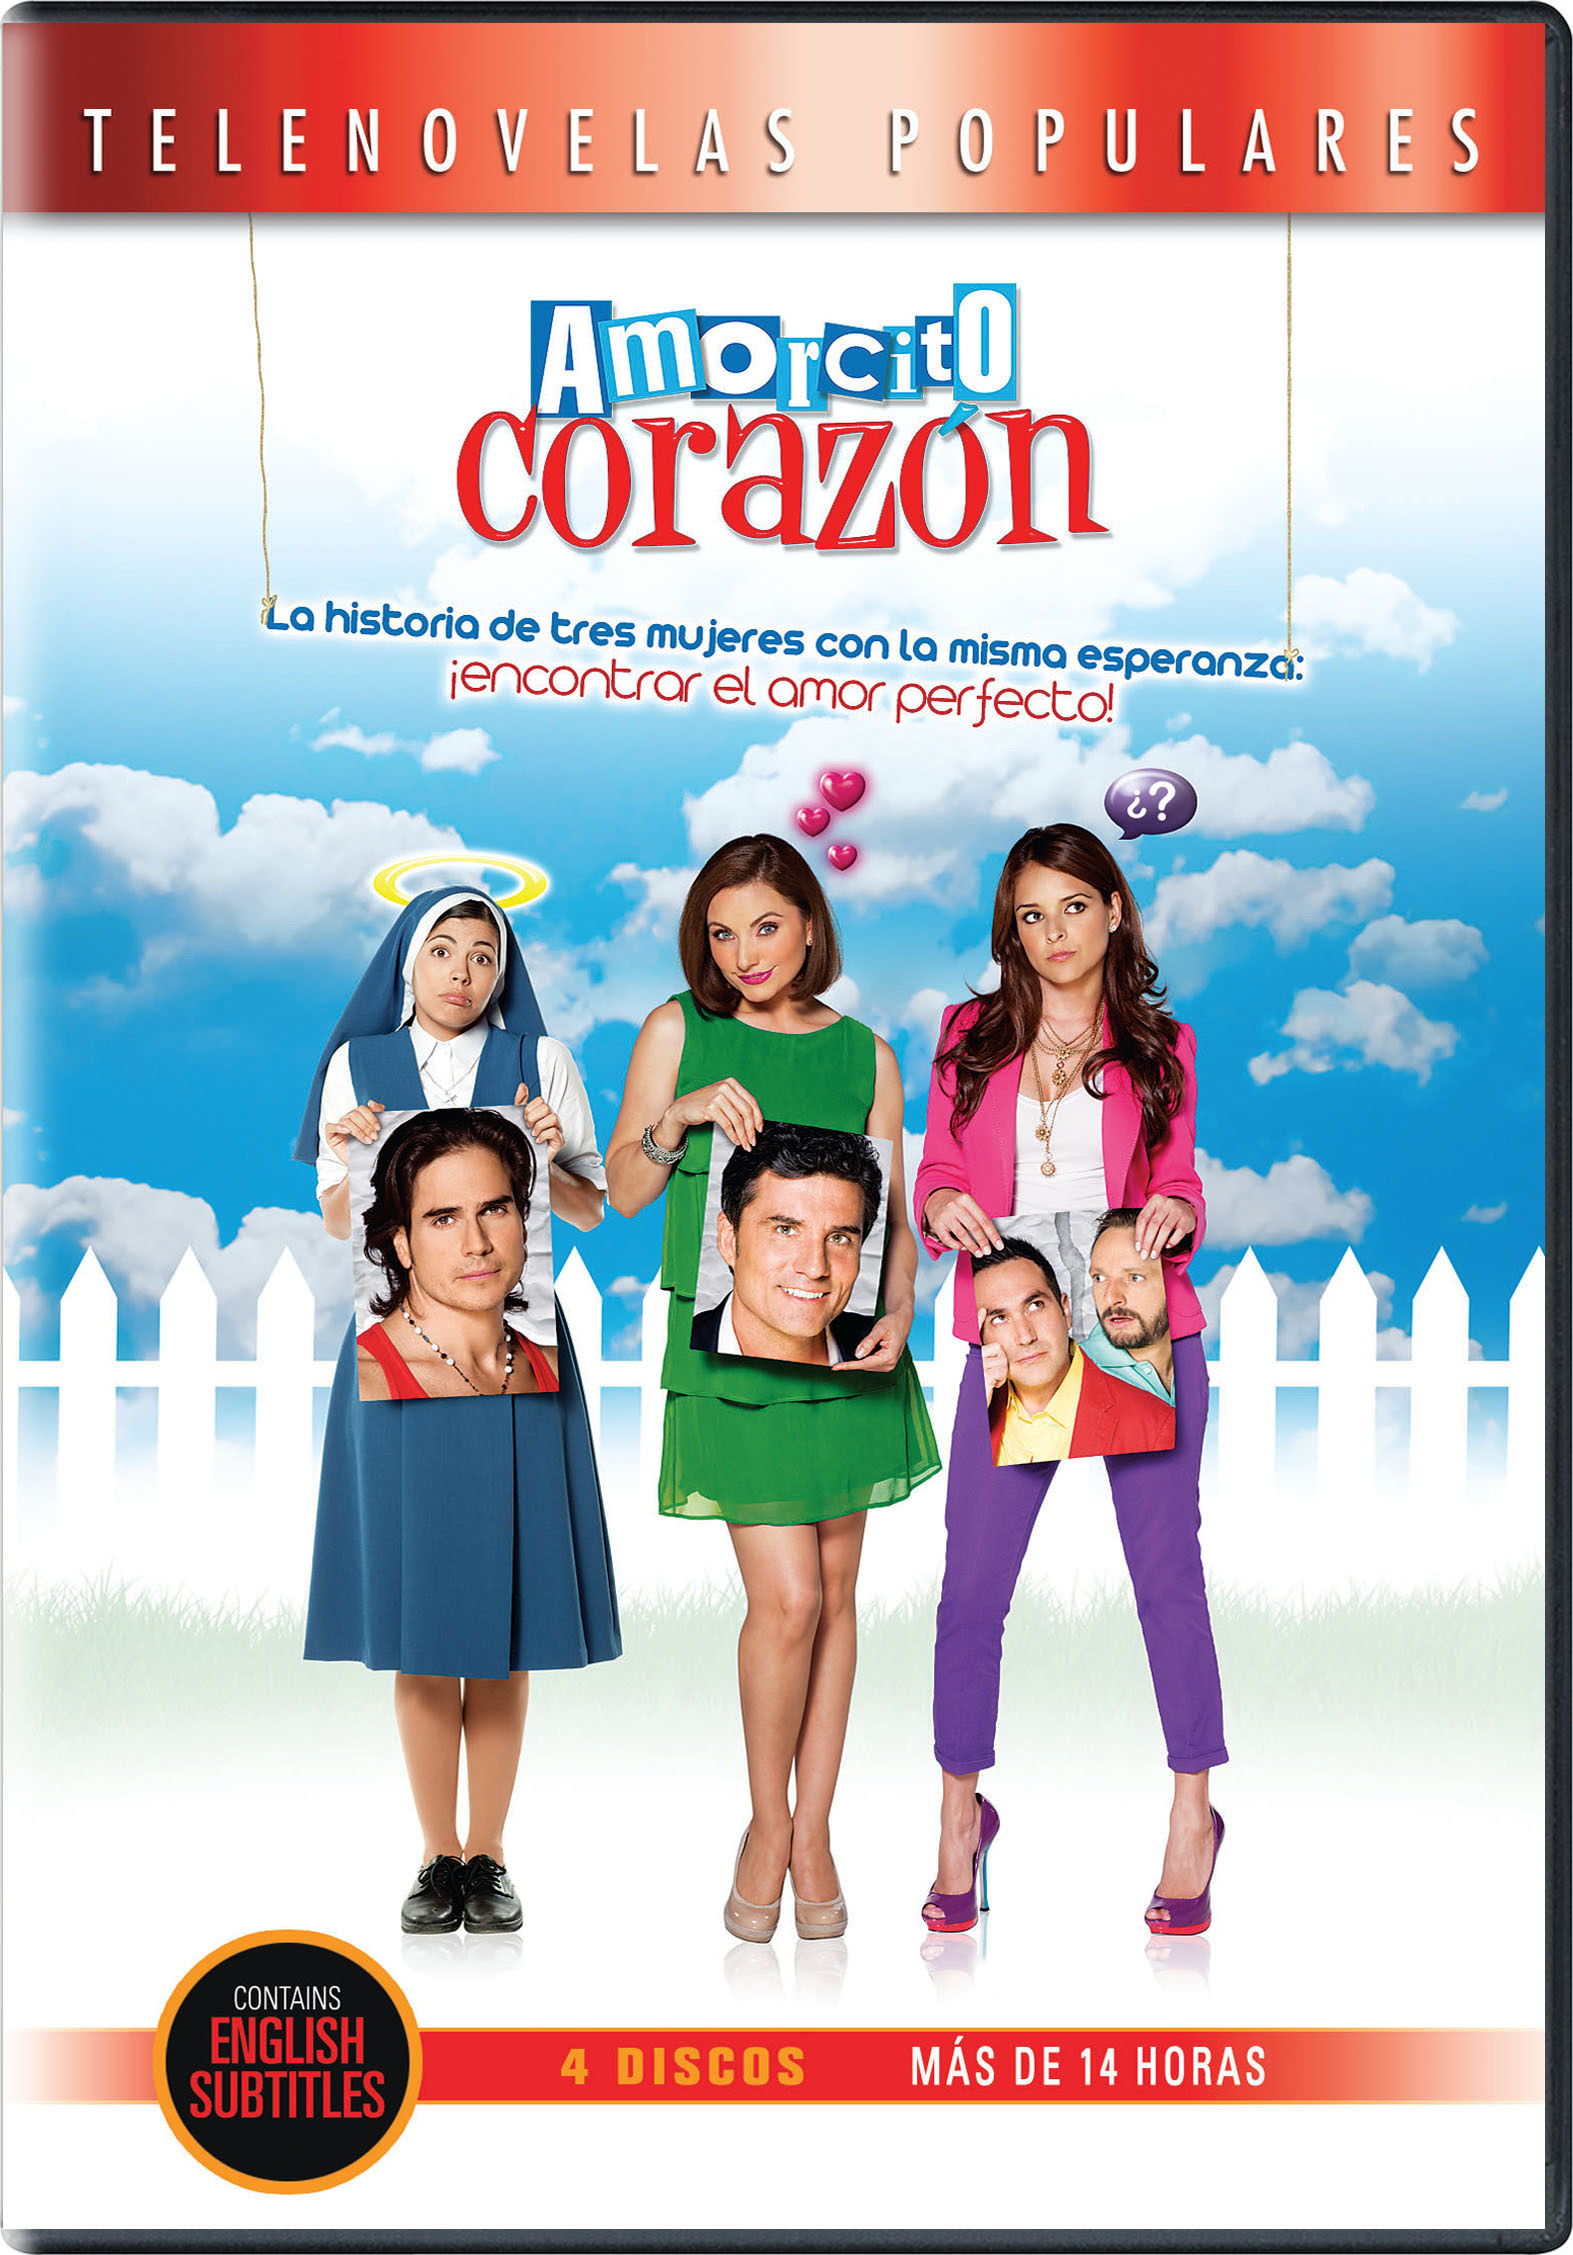 TELENOVELAS POPULARES
AmorcitO
corazón
La historia de tres mujeres con la misma esperanza:
¡encontrar el amor perfecto!
¿?
CONTAINS
ENGLISH
SUBTITLES
4 DISCOS MÁS DE 14 HORAS